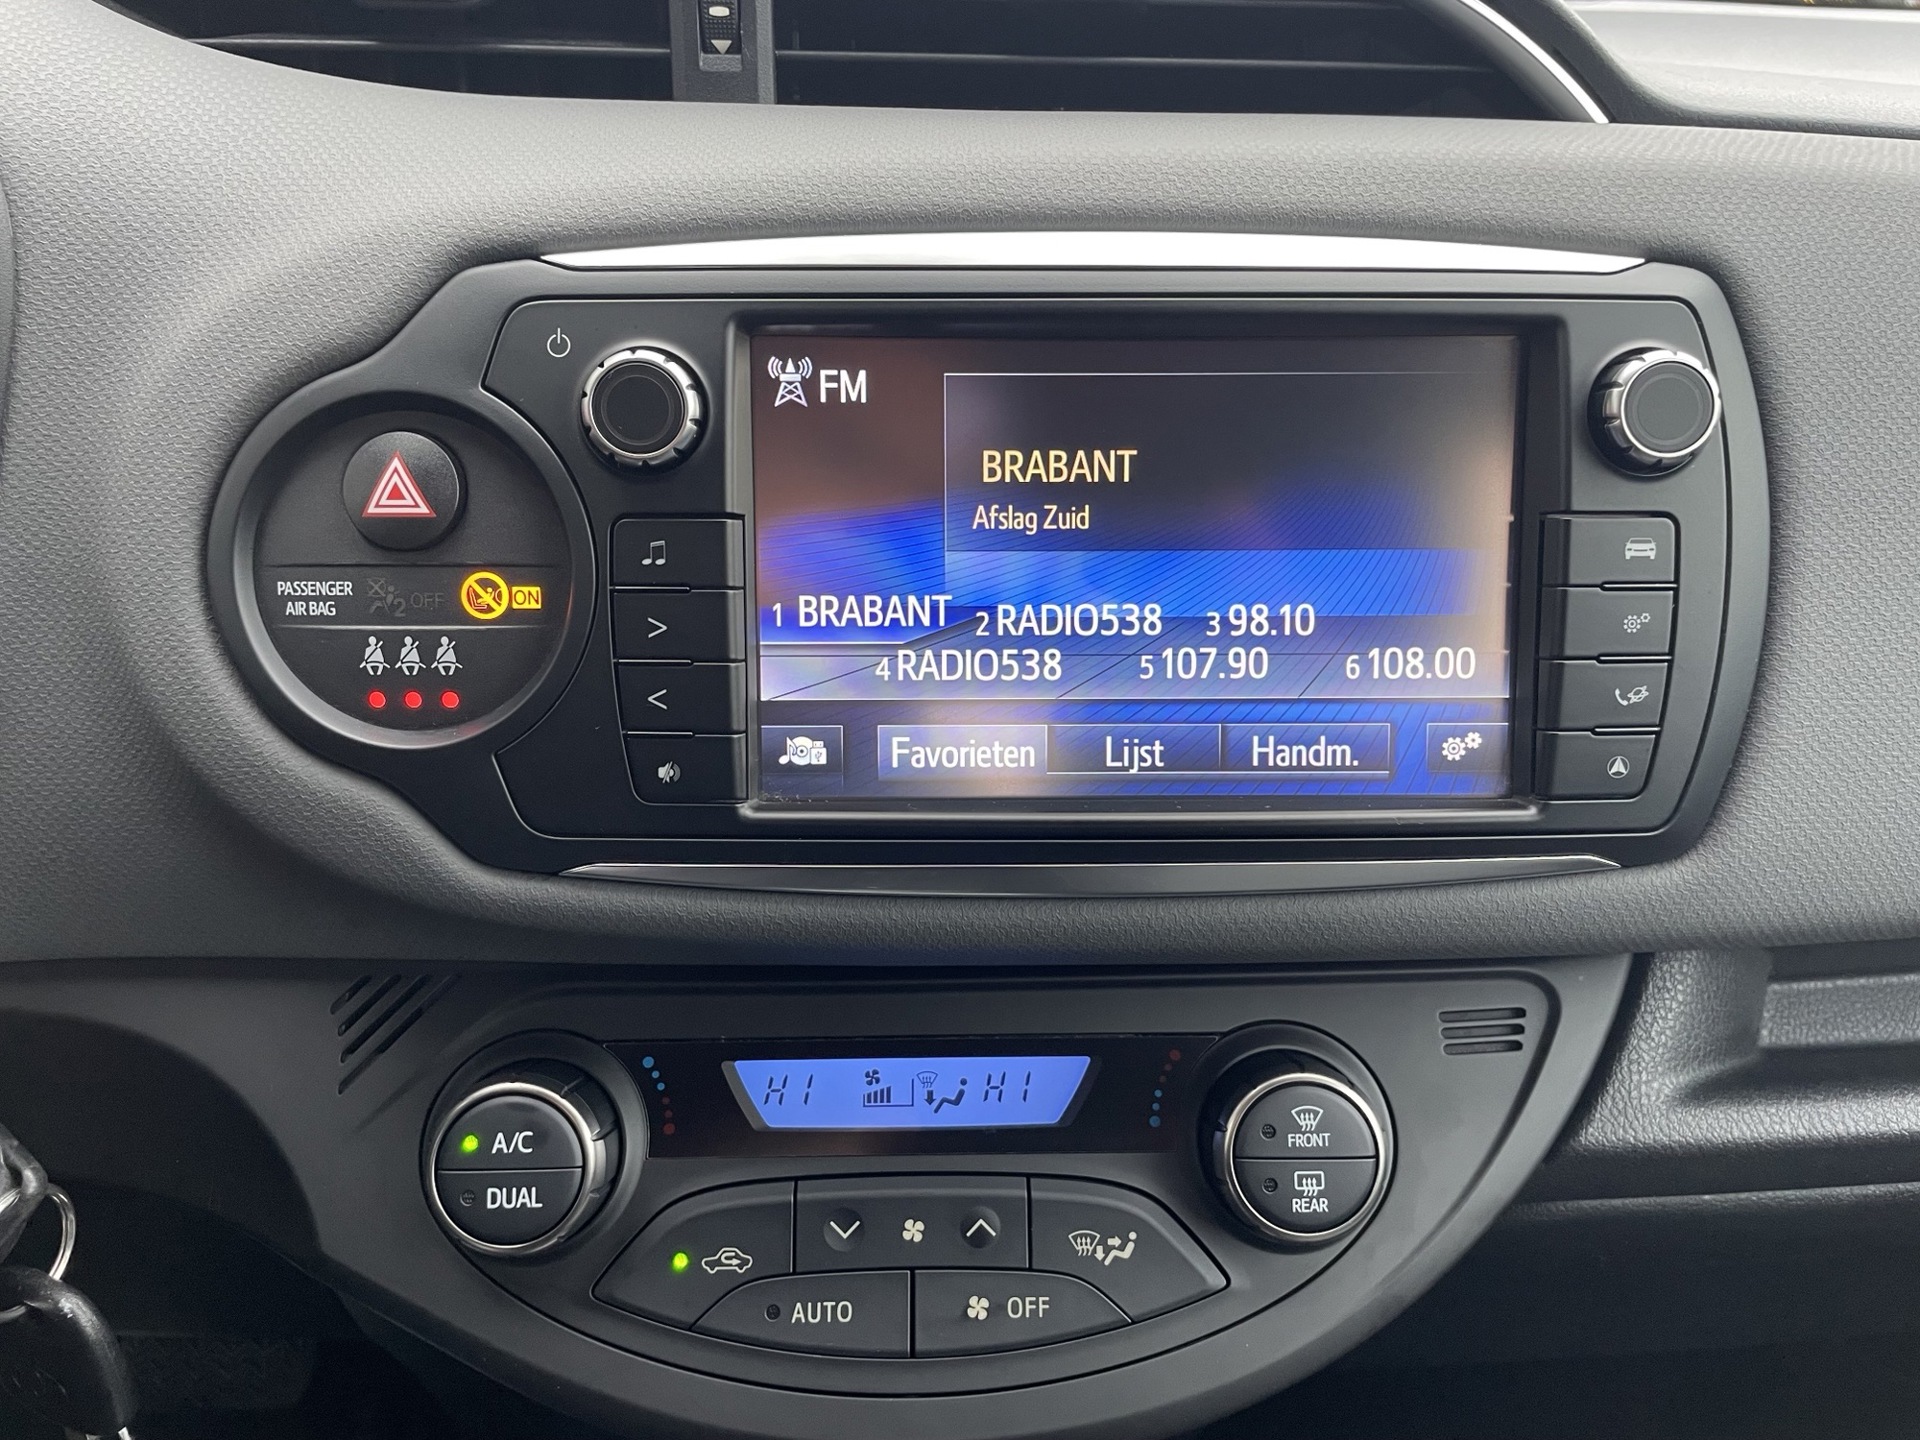 FM
BRABANT
Afslag Zuid
1 BRABANT 2 RADIO538 3 98.10
4 RADIO538 5 107.90 6 108.00
Favorieten Lijst Handm.
PASSENGER
AIR BAG
2 OFF ON
HI HI
A/C
DUAL
FRONT
REAR
AUTO
OFF